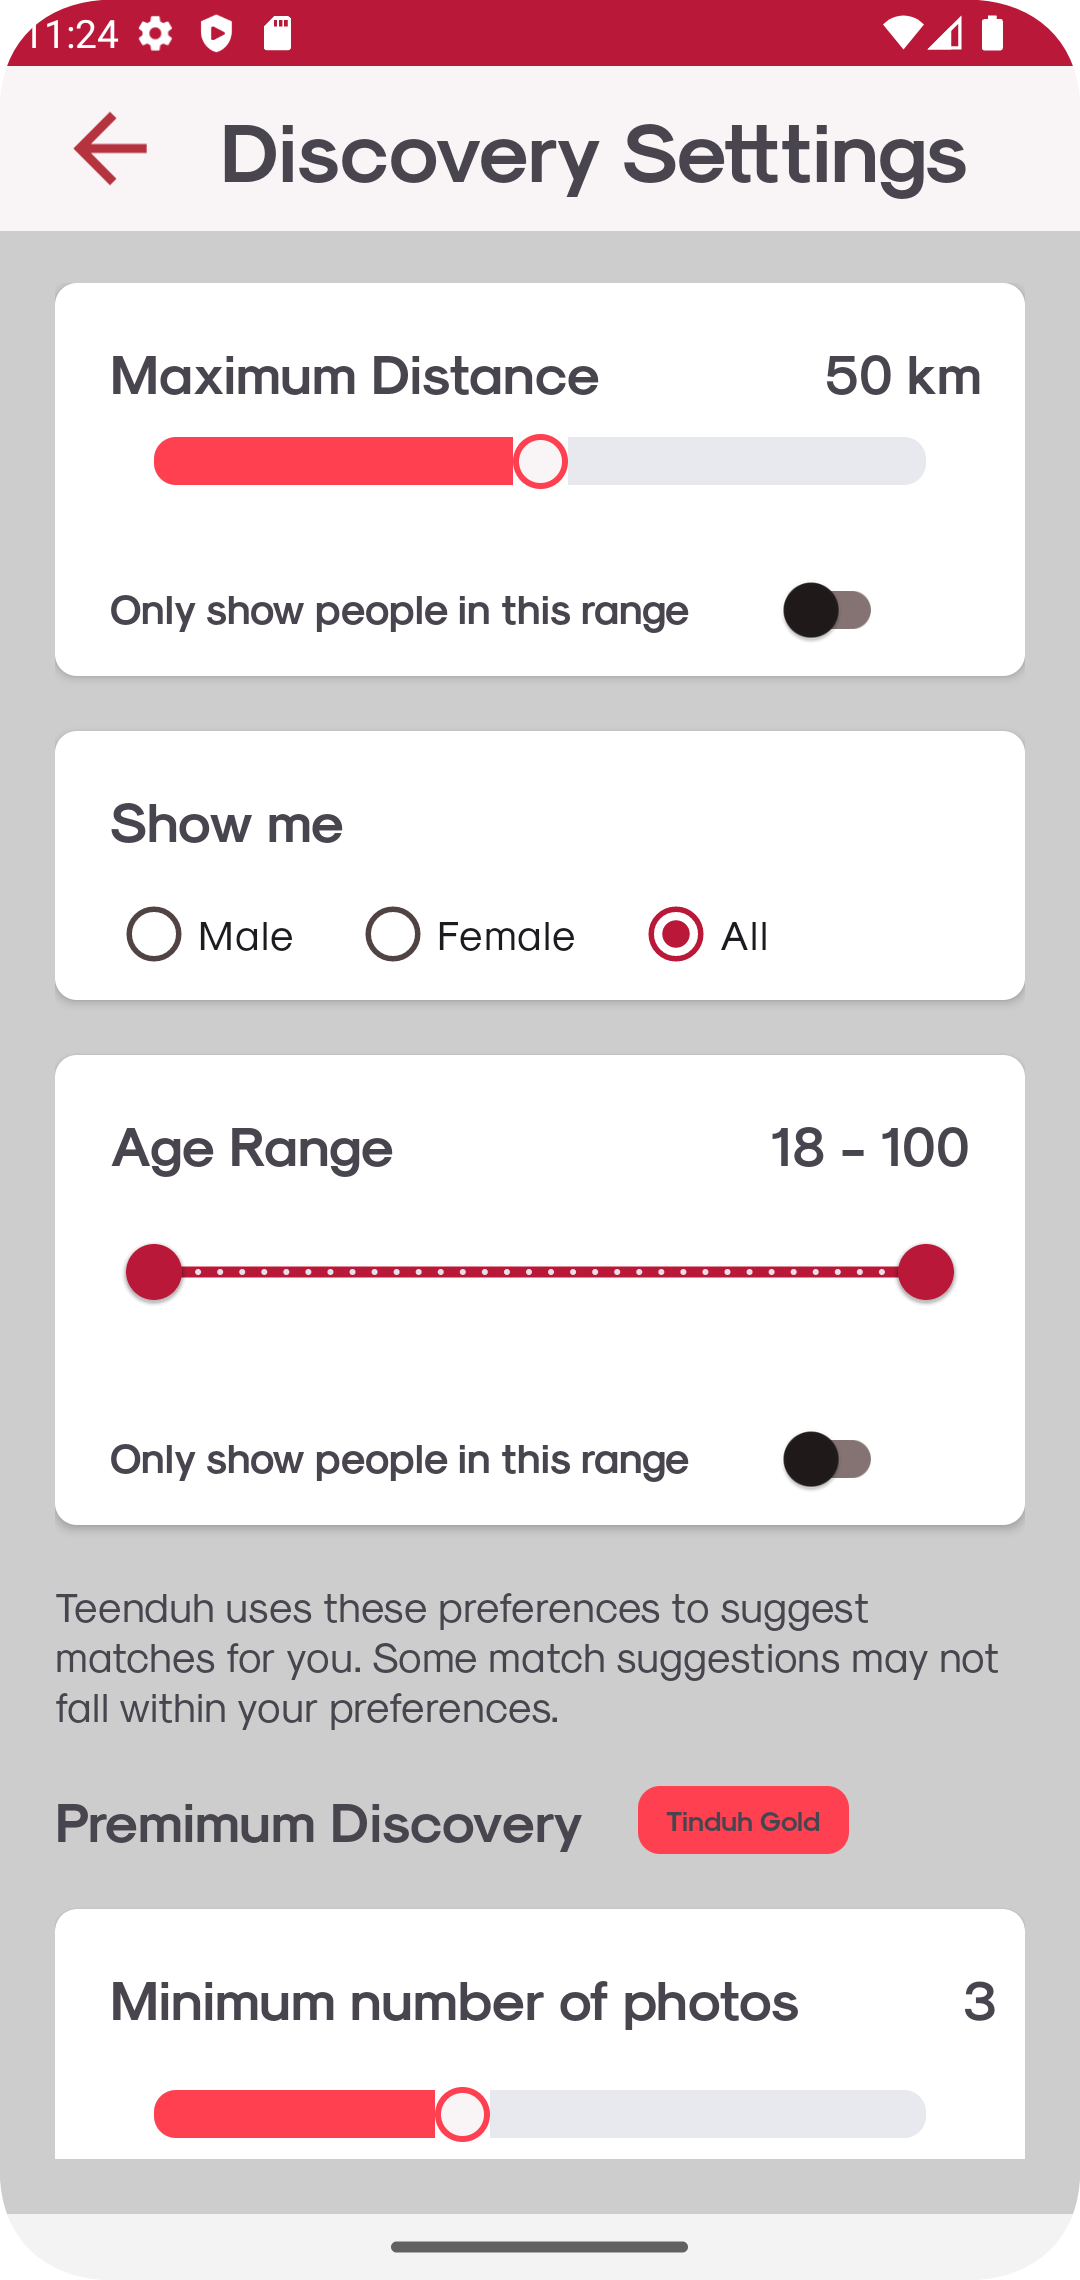 11:24
Discovery Setttings
Maximum Distance 50 km
Only show people in this range
Show me
Male Female All
Age Range 18 - 100
Only show people in this range
Teenduh uses these preferences to suggest
matches for you. Some match suggestions may not
fall within your preferences.
Premimum Discovery Tinduh Gold
Minimum number of photos 3